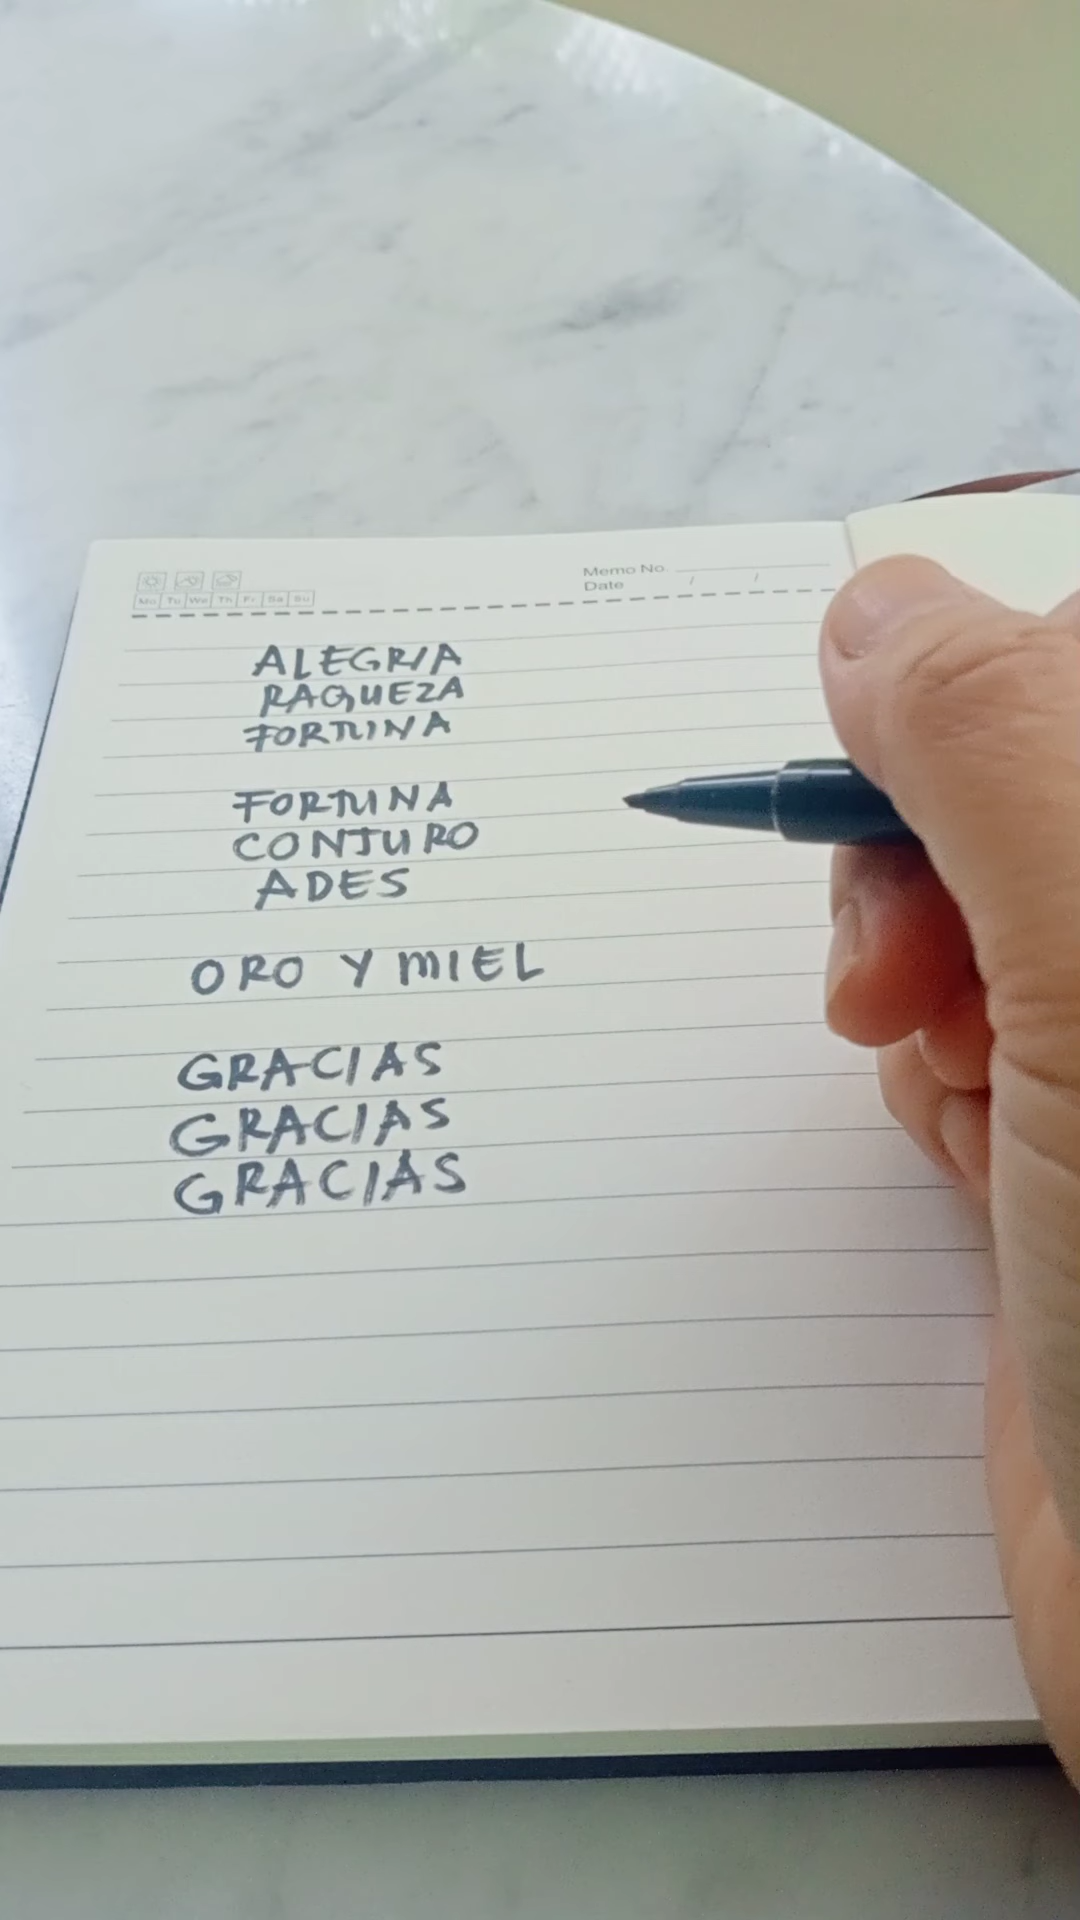 Memo No.
Date / /
Mo Tu We Th Fr Sa Su
ALEGRIA
RAQUEZA
FORTUNA
FORTUNA
CONJURO
ADES
ORO Y MIEL
GRACIAS
GRACIAS
GRACIAS